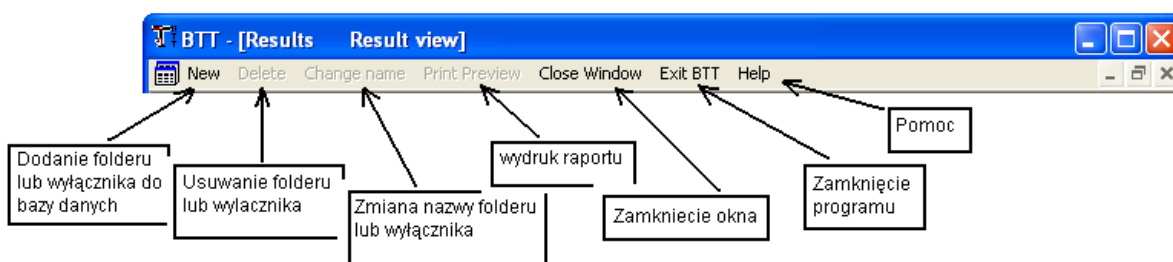 BTT - [Results Result view]
New Delete Change name Print Preview Close Window Exit BTT Help
Dodanie folderu
lub wyłącznika do
bazy danych
Usuwanie folderu
lub wylacznika
Zmiana nazwy folderu
lub wyłącznika
wydruk raportu
Zamkniecie okna
Zamknięcie
programu
Pomoc